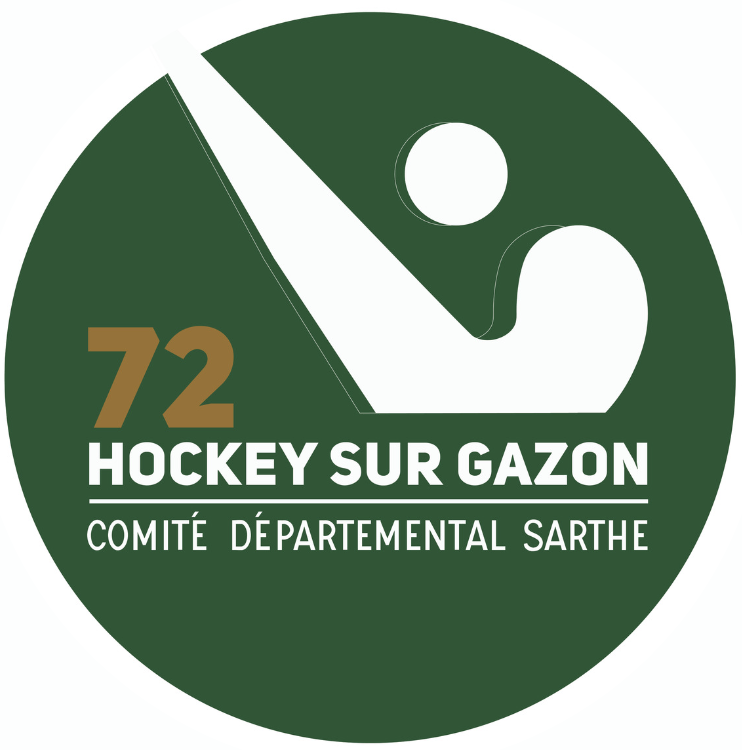 72
HOCKEY SUR GAZON
COMITÉ DÉPARTEMENTAL SARTHE